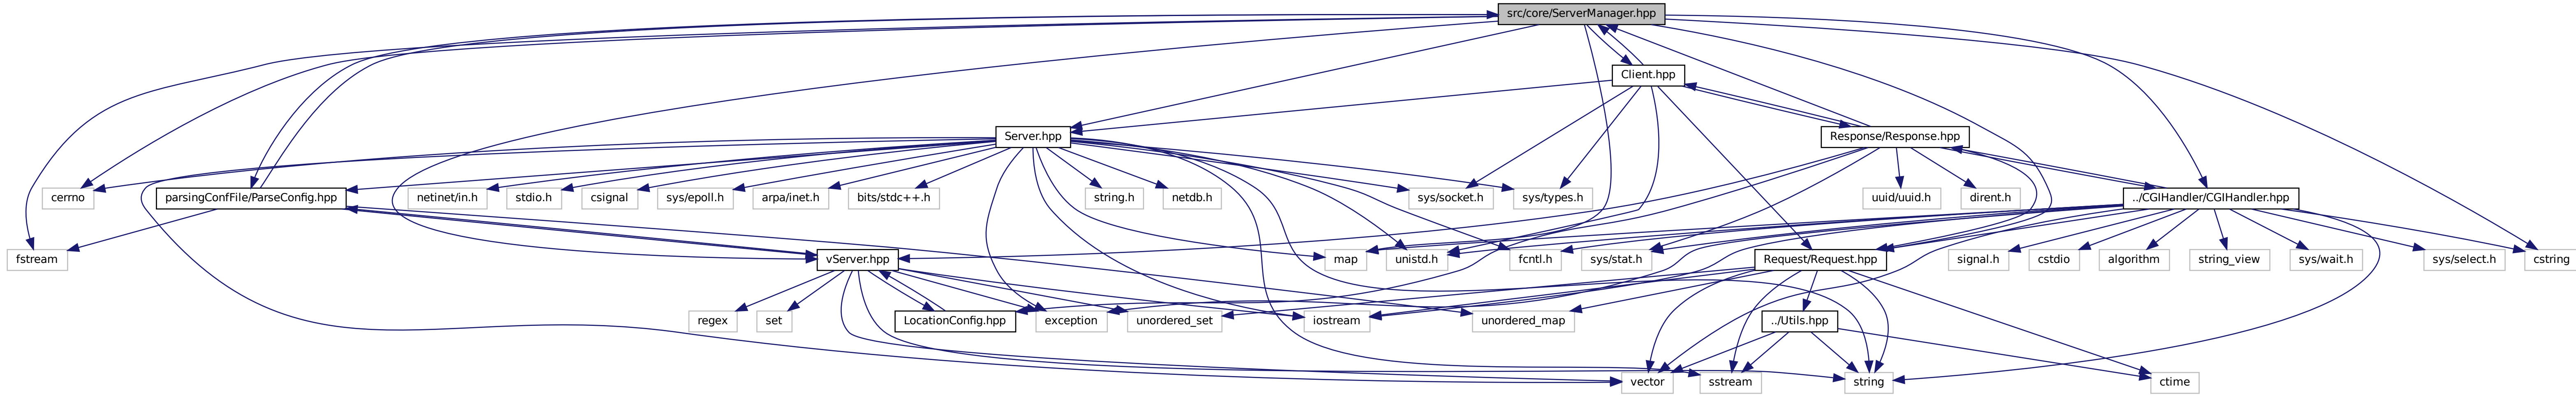 src/core/ServerManager.hpp
Client.hpp
Server.hpp
Response/Response.hpp
cerrno
parsingConfFile/ParseConfig.hpp
netinet/in.h
stdio.h
csignal
sys/epoll.h
arpa/inet.h
bits/stdc++.h
string.h
netdb.h
sys/socket.h
sys/types.h
uuid/uuid.h
dirent.h
../CGIHandler/CGIHandler.hpp
fstream
vServer.hpp
map
unistd.h
fcntl.h
sys/stat.h
Request/Request.hpp
signal.h
cstdio
algorithm
string_view
sys/wait.h
sys/select.h
cstring
regex
set
LocationConfig.hpp
exception
unordered_set
iostream
unordered_map
../Utils.hpp
vector
sstream
string
ctime